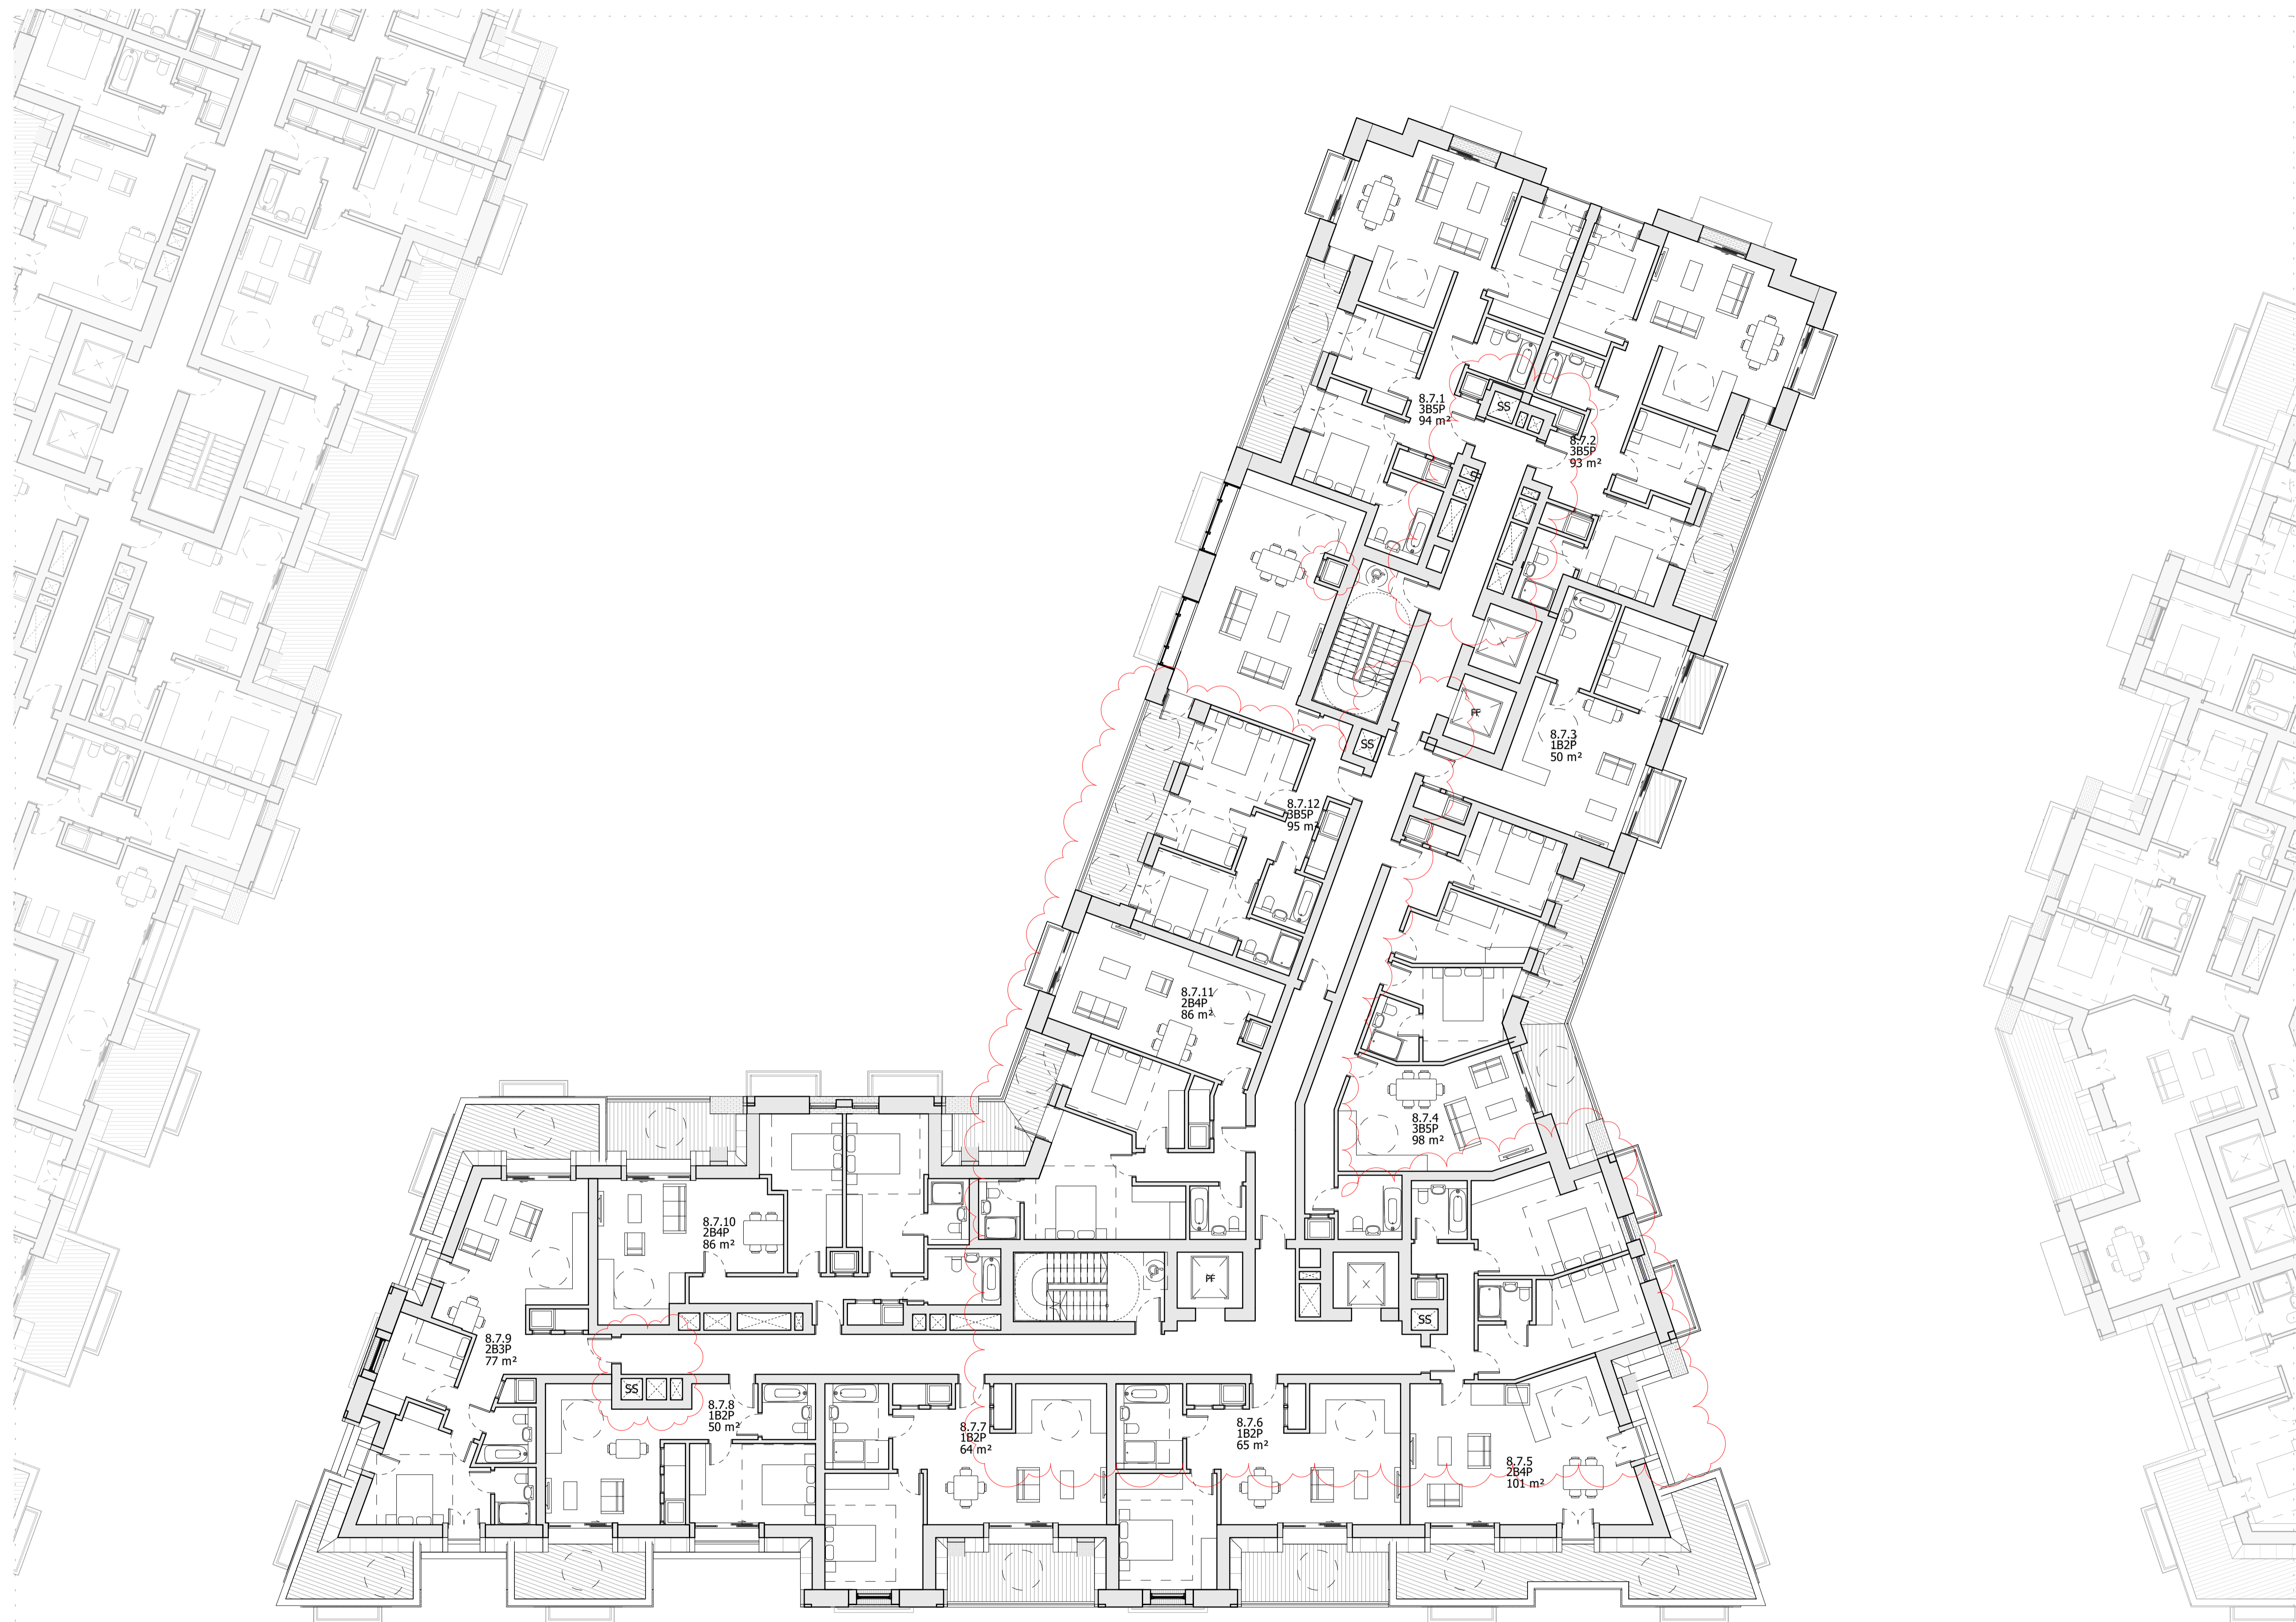 8.7.1
3B5P
94 m²
SS
8.7.2
3B5P
93 m²
PF
8.7.3
1B2P
50 m²
SS
8.7.12
3B5P
95 m²
8.7.11
2B4P
86 m²
8.7.4
3B5P
98 m²
8.7.10
2B4P
86 m²
PF
SS
8.7.9
2B3P
77 m²
SS
8.7.8
1B2P
50 m²
8.7.7
1B2P
64 m²
8.7.6
1B2P
65 m²
8.7.5
2B4P
101 m²